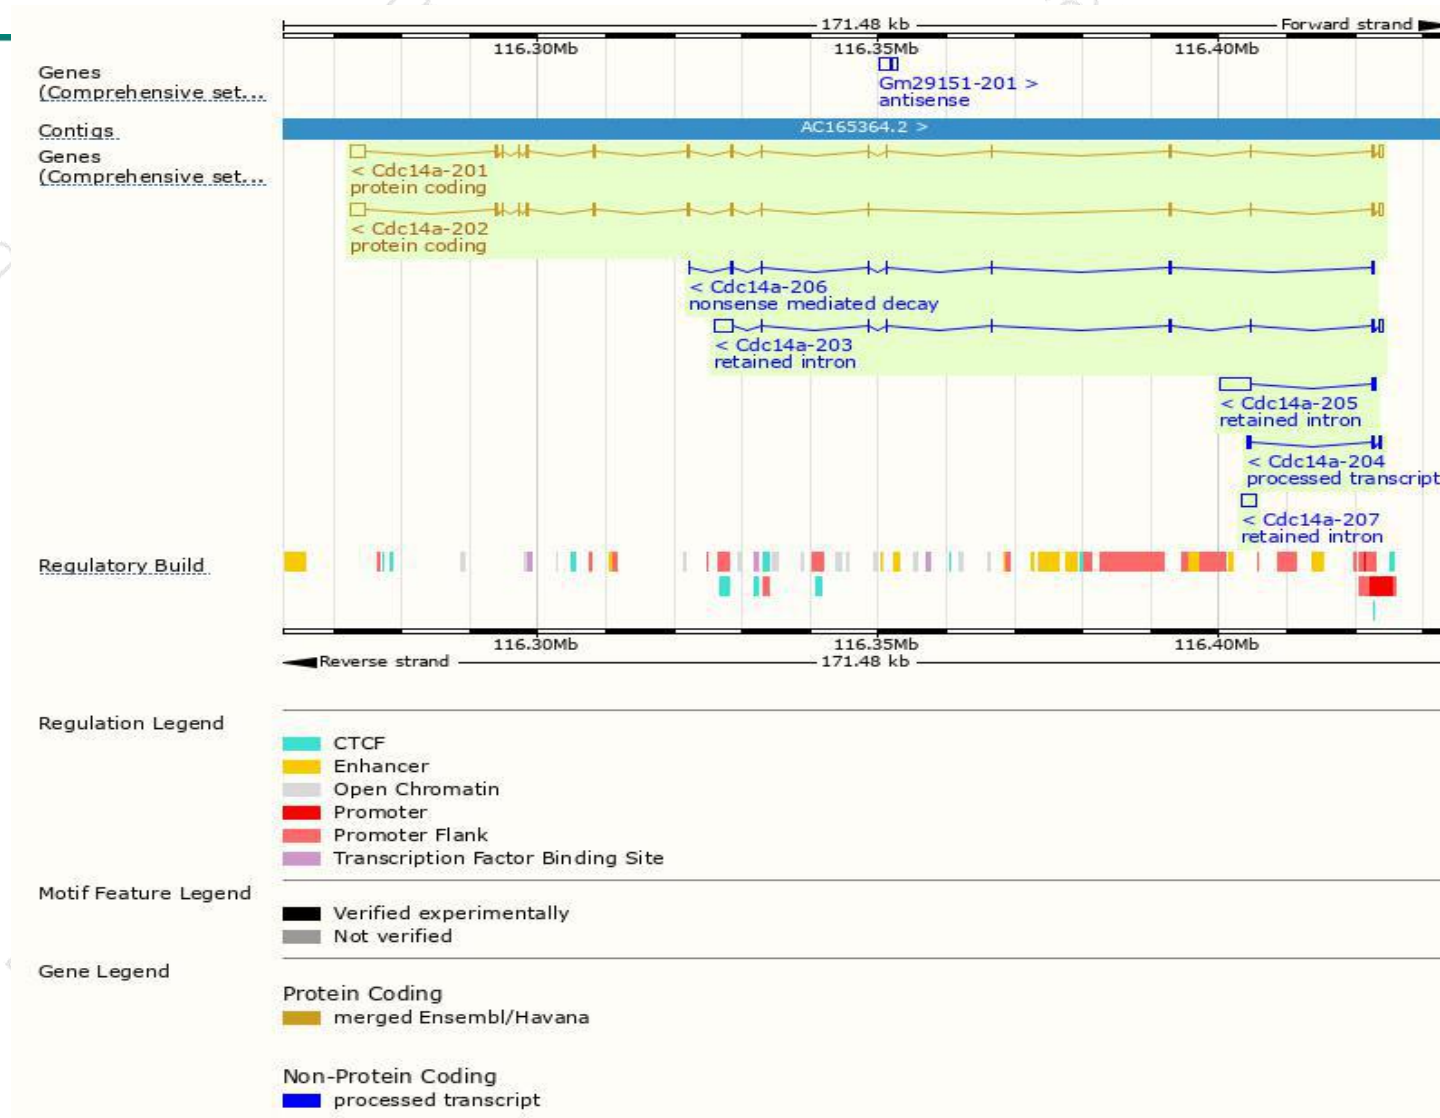 171.48 kb
Forward strand
116.30Mb 116.35Mb 116.40Mb
Genes
(Comprehensive set...
Gm29151-201 >
antisense
Contigs
AC165364.2 >
Genes
(Comprehensive set...
< Cdc14a-201
protein coding
< Cdc14a-202
protein coding
< Cdc14a-206
nonsense mediated decay
< Cdc14a-203
retained intron
< Cdc14a-205
retained intron
< Cdc14a-204
processed transcript
< Cdc14a-207
retained intron
Regulatory Build
116.30Mb 116.35Mb 116.40Mb
Reverse strand
171.48 kb
Regulation Legend
CTCF
Enhancer
Open Chromatin
Promoter
Promoter Flank
Transcription Factor Binding Site
Motif Feature Legend
Verified experimentally
Not verified
Gene Legend
Protein Coding
merged Ensembl/Havana
Non-Protein Coding
processed transcript